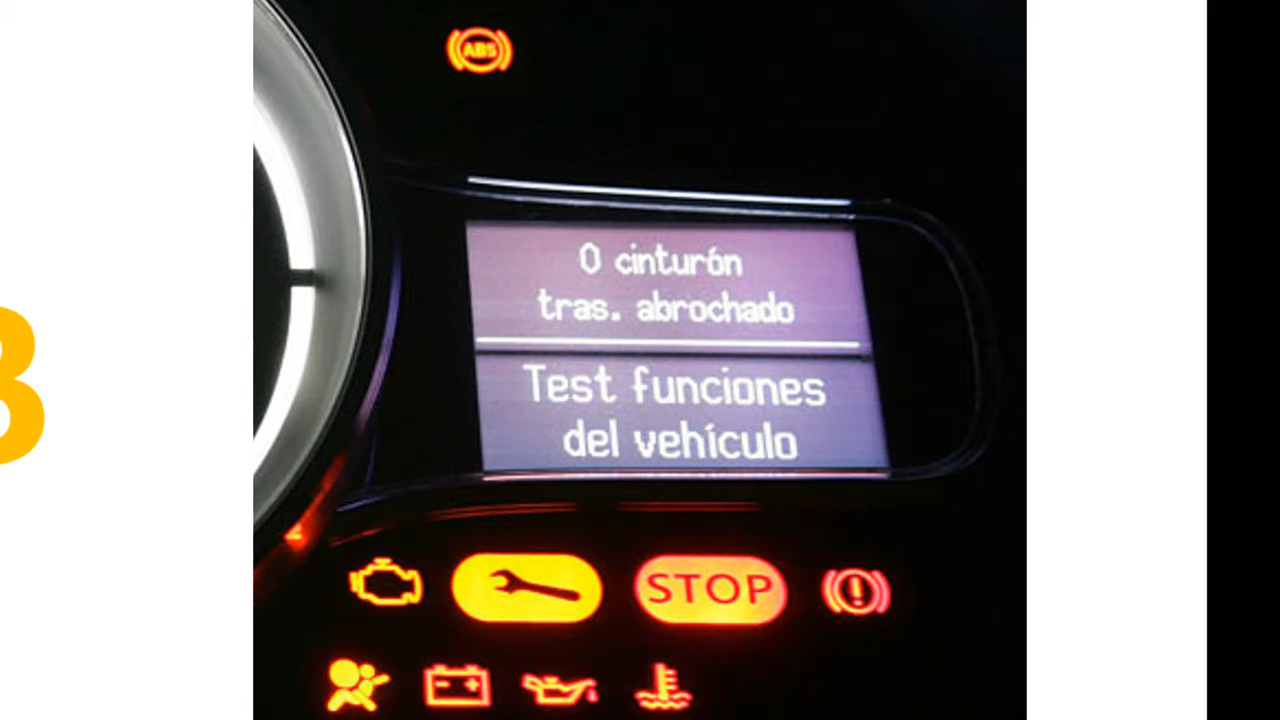 ABS
0 cinturón
tras. abrochado
Test funciones
del vehículo
STOP